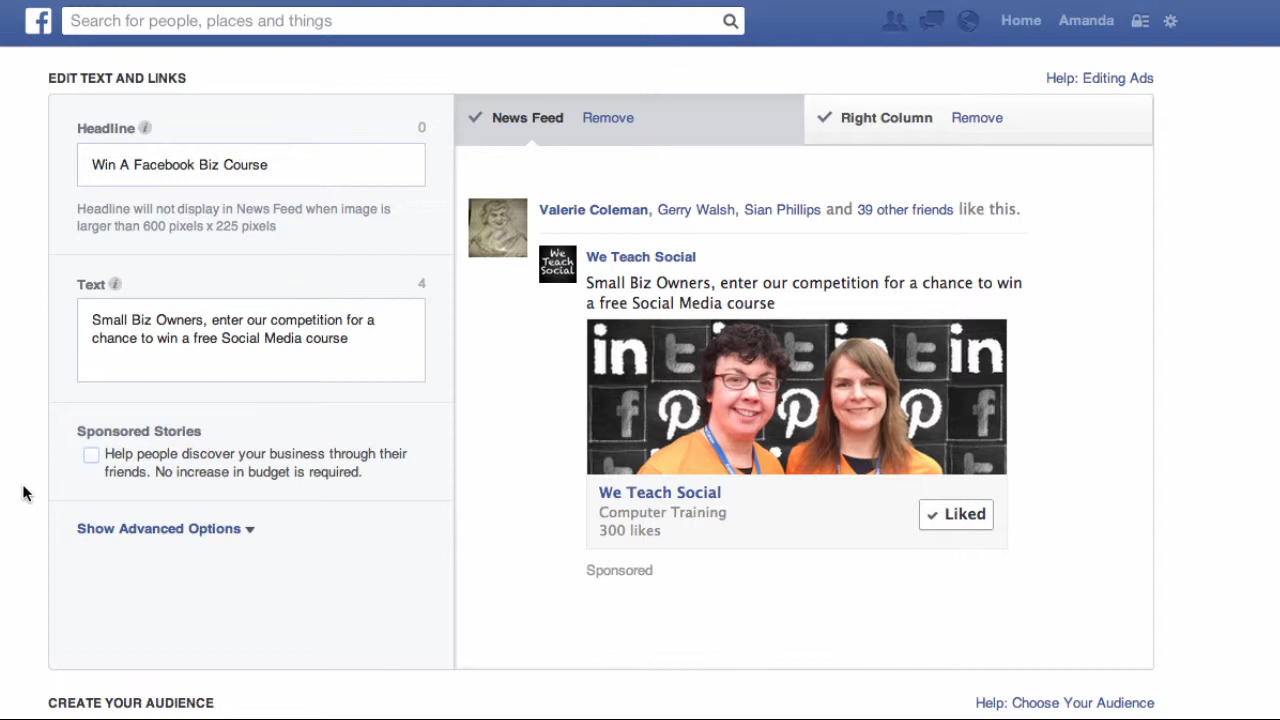 Search for people, places and things
Home
Amanda
EDIT TEXT AND LINKS
Help: Editing Ads
Headline
0
Win A Facebook Biz Course
Headline will not display in News Feed when image is
larger than 600 pixels x 225 pixels
Text
4
Small Biz Owners, enter our competition for a
chance to win a free Social Media course
Sponsored Stories
Help people discover your business through their
friends. No increase in budget is required.
Show Advanced Options
News Feed Remove
Right Column Remove
Valerie Coleman, Gerry Walsh, Sian Phillips and 39 other friends like this.
We
Teach
Social
We Teach Social
Small Biz Owners, enter our competition for a chance to win
a free Social Media course
in t t in
f P P P f
We Teach Social
Computer Training
300 likes
Liked
Sponsored
CREATE YOUR AUDIENCE
Help: Choose Your Audience